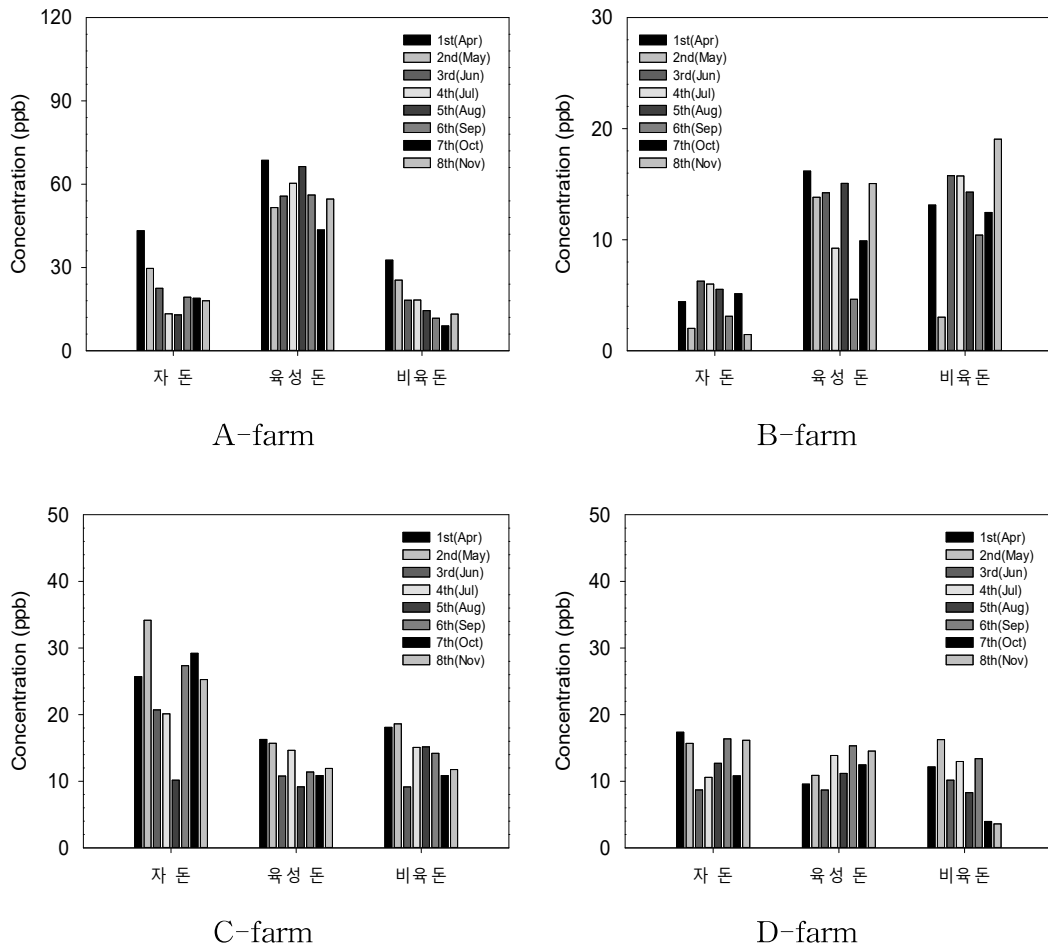 120
90
60
30
0
Concentration (ppb)
1st(Apr)
2nd(May)
3rd(Jun)
4th(Jul)
5th(Aug)
6th(Sep)
7th(Oct)
8th(Nov)
자 돈
육성 돈
비육돈
A-farm
30
20
10
0
Concentration (ppb)
1st(Apr)
2nd(May)
3rd(Jun)
4th(Jul)
5th(Aug)
6th(Sep)
7th(Oct)
8th(Nov)
자 돈
육성 돈
비육돈
B-farm
50
40
30
20
10
0
Concentration (ppb)
1st(Apr)
2nd(May)
3rd(Jun)
4th(Jul)
5th(Aug)
6th(Sep)
7th(Oct)
8th(Nov)
자 돈
육성 돈
비육돈
C-farm
50
40
30
20
10
0
Concentration (ppb)
1st(Apr)
2nd(May)
3rd(Jun)
4th(Jul)
5th(Aug)
6th(Sep)
7th(Oct)
8th(Nov)
자 돈
육성 돈
비육돈
D-farm